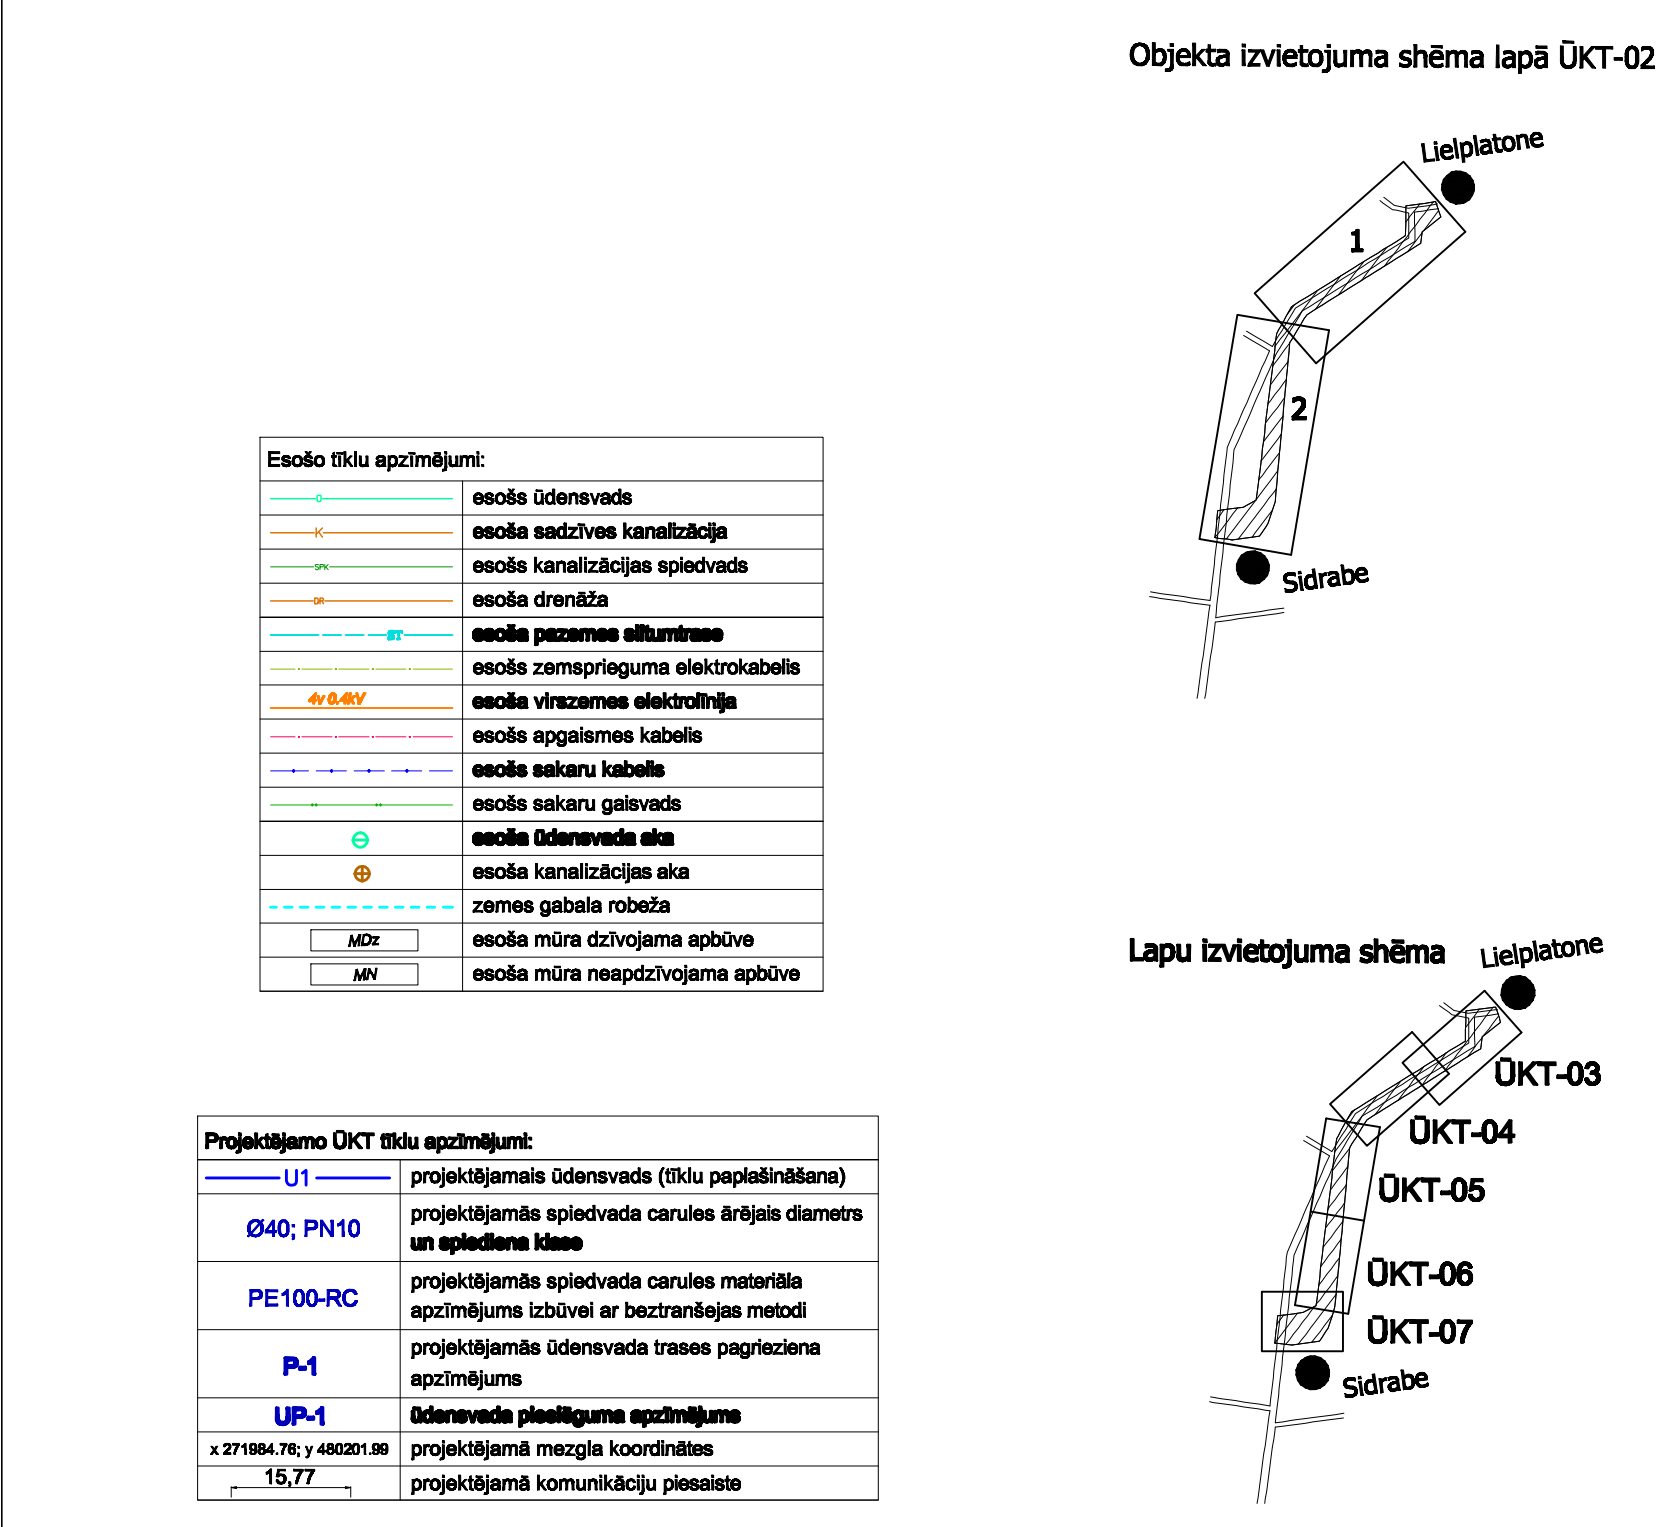 Objekta izvietojuma shēma lapā ŪKT-02
Lielplatone
1
2
Sidrabe
Esošo tīklu apzīmējumi:
Ū esošs ūdensvads
K esoša sadzīves kanalizācija
SPK esošs kanalizācijas spiedvads
DR esoša drenāža
ST esoša pazemes siltumtrase
esošs zemsprieguma elektrokabelis
4v 0.4kV esoša virszemes elektrolīnija
esošs apgaismes kabelis
esošs sakaru kabelis
esošs sakaru gaisvads
esoša ūdensvada aka
esoša kanalizācijas aka
zemes gabala robeža
MDz esoša mūra dzīvojama apbūve
MN esoša mūra neapdzīvojama apbūve
Lapu izvietojuma shēma
Lielplatone
ŪKT-03
ŪKT-04
ŪKT-05
ŪKT-06
ŪKT-07
Sidrabe
Projektējamo ŪKT tīklu apzīmējumi:
U1 projektējamais ūdensvads (tīklu paplašināšana)
Ø40; PN10 projektējamās spiedvada carules ārējais diametrs
un spiediena klase
PE100-RC projektējamās spiedvada carules materiāla
apzīmējums izbūvei ar beztranšejas metodi
P-1 projektējamās ūdensvada trases pagrieziena
apzīmējums
UP-1 ūdensvada pieslēguma apzīmējums
x 271984.76; y 480201.99 projektējamā mezgla koordinātes
15,77 projektējamā komunikāciju piesaiste